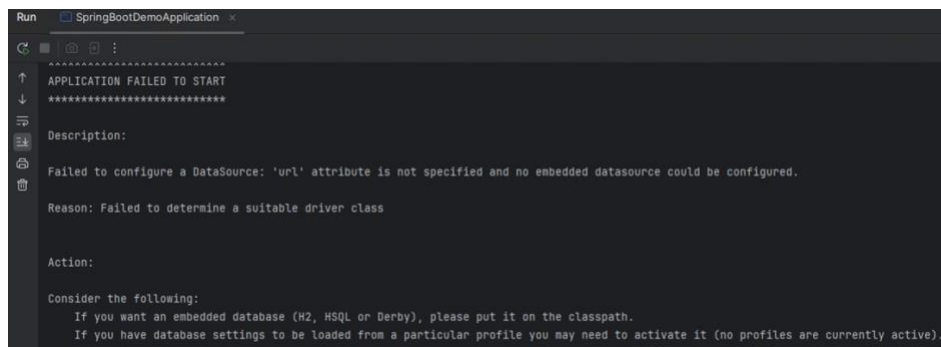 Run SpringBootDemoApplication
***************************
APPLICATION FAILED TO START
***************************
Description:
Failed to configure a DataSource: 'url' attribute is not specified and no embedded datasource could be configured.
Reason: Failed to determine a suitable driver class
Action:
Consider the following:
If you want an embedded database (H2, HSQL or Derby), please put it on the classpath.
If you have database settings to be loaded from a particular profile you may need to activate it (no profiles are currently active)